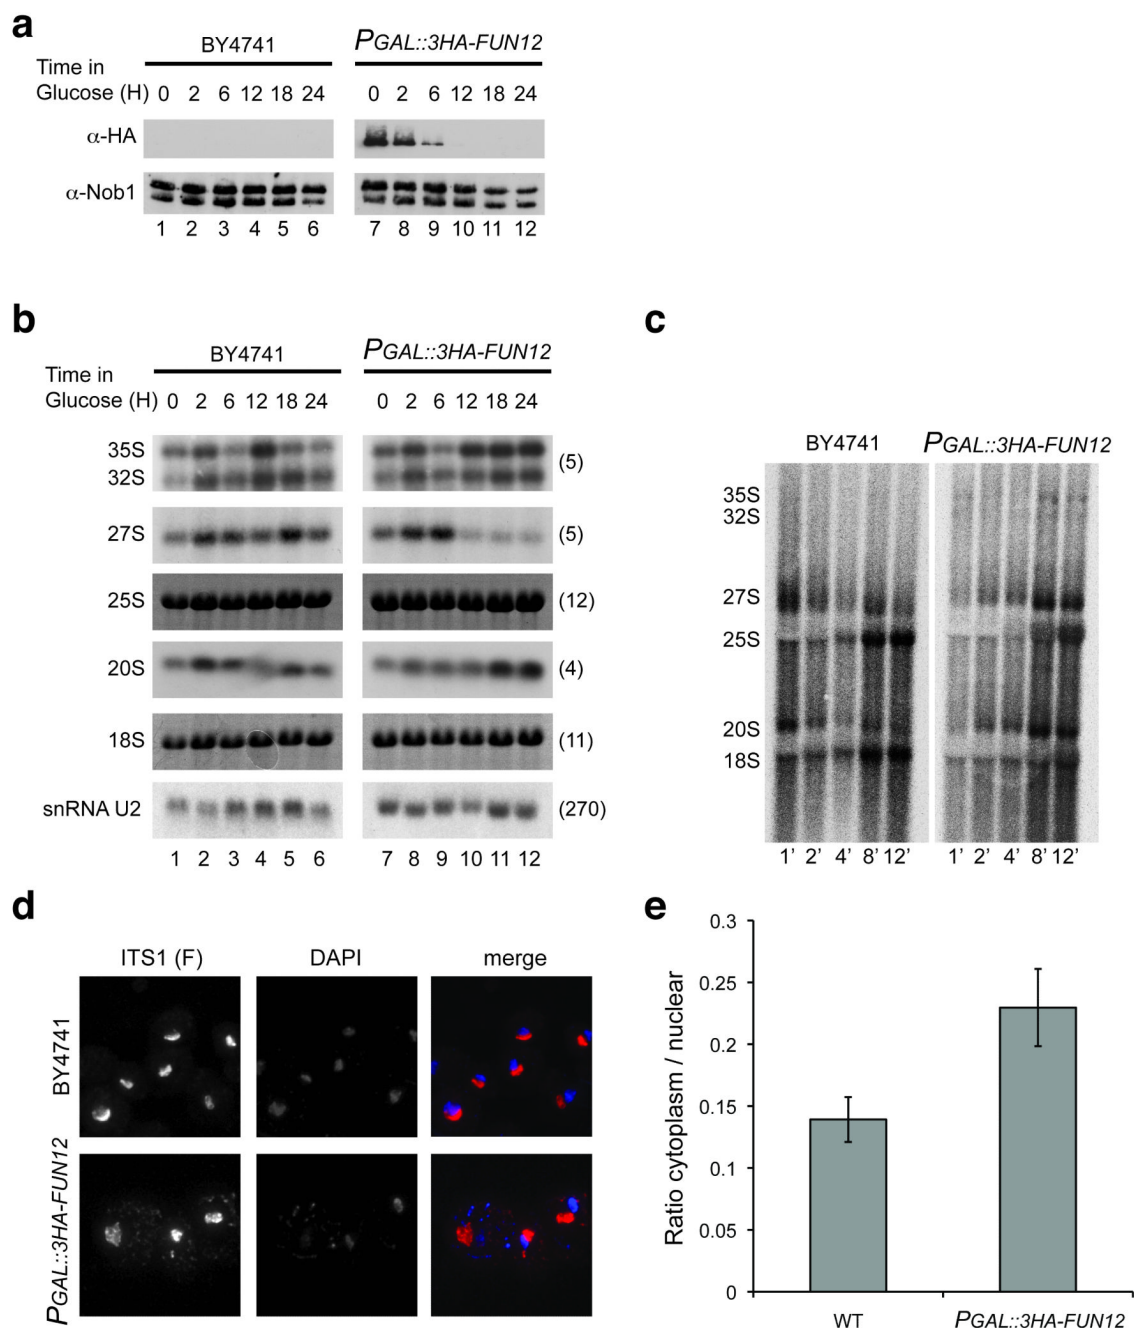 a
BY4741 PGAL::3HA-FUN12
Time in
Glucose (H) 0 2 6 12 18 24 0 2 6 12 18 24
α-HA
α-Nob1
1 2 3 4 5 6 7 8 9 10 11 12
b
BY4741 PGAL::3HA-FUN12
Time in
Glucose (H) 0 2 6 12 18 24 0 2 6 12 18 24
35S
32S
(5)
27S (5)
25S (12)
20S (4)
18S (11)
snRNA U2 (270)
1 2 3 4 5 6 7 8 9 10 11 12
c
BY4741 PGAL::3HA-FUN12
35S
32S
27S
25S
20S
18S
1’ 2’ 4’ 8’ 12’ 1’ 2’ 4’ 8’ 12’
d
ITS1 (F) DAPI merge
BY4741
PGAL::3HA-FUN12
e
Ratio cytoplasm / nuclear
0.3
0.25
0.2
0.15
0.1
0.05
0
WT PGAL::3HA-FUN12